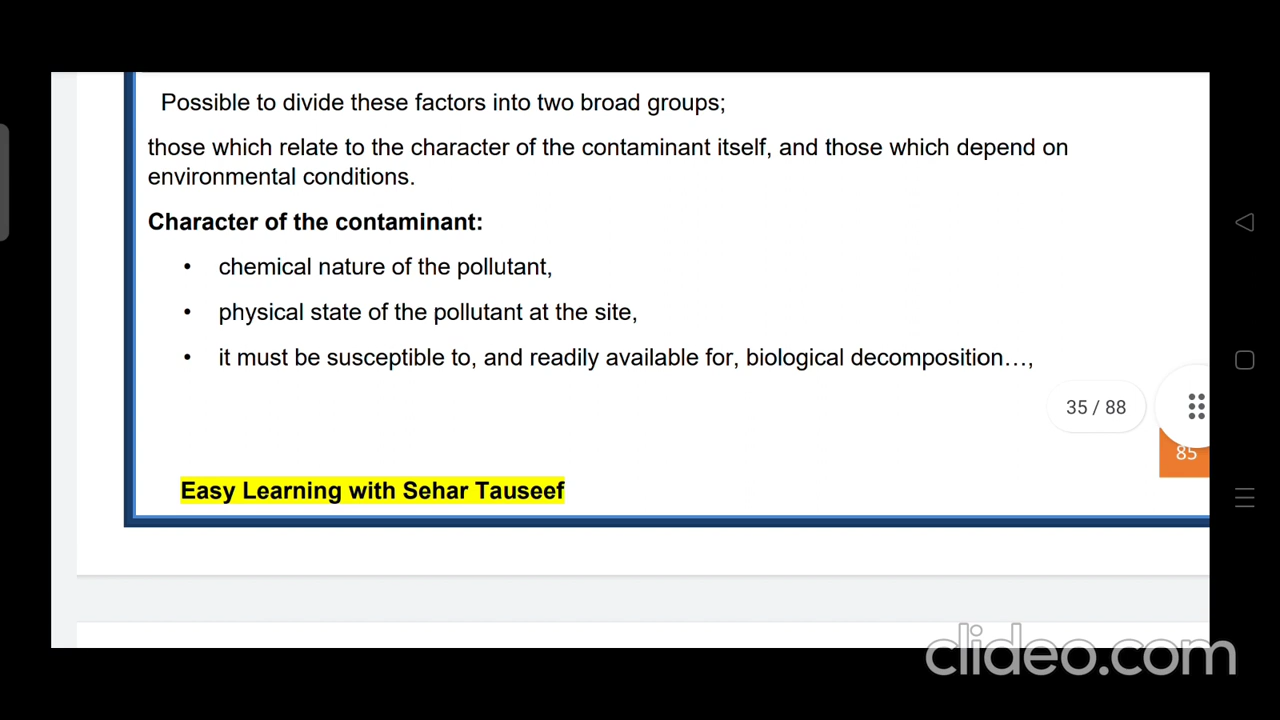 Possible to divide these factors into two broad groups;
those which relate to the character of the contaminant itself, and those which depend on
environmental conditions.
Character of the contaminant:
• chemical nature of the pollutant,
• physical state of the pollutant at the site,
• it must be susceptible to, and readily available for, biological decomposition…,
35 / 88
85
Easy Learning with Sehar Tauseef
clideo.com